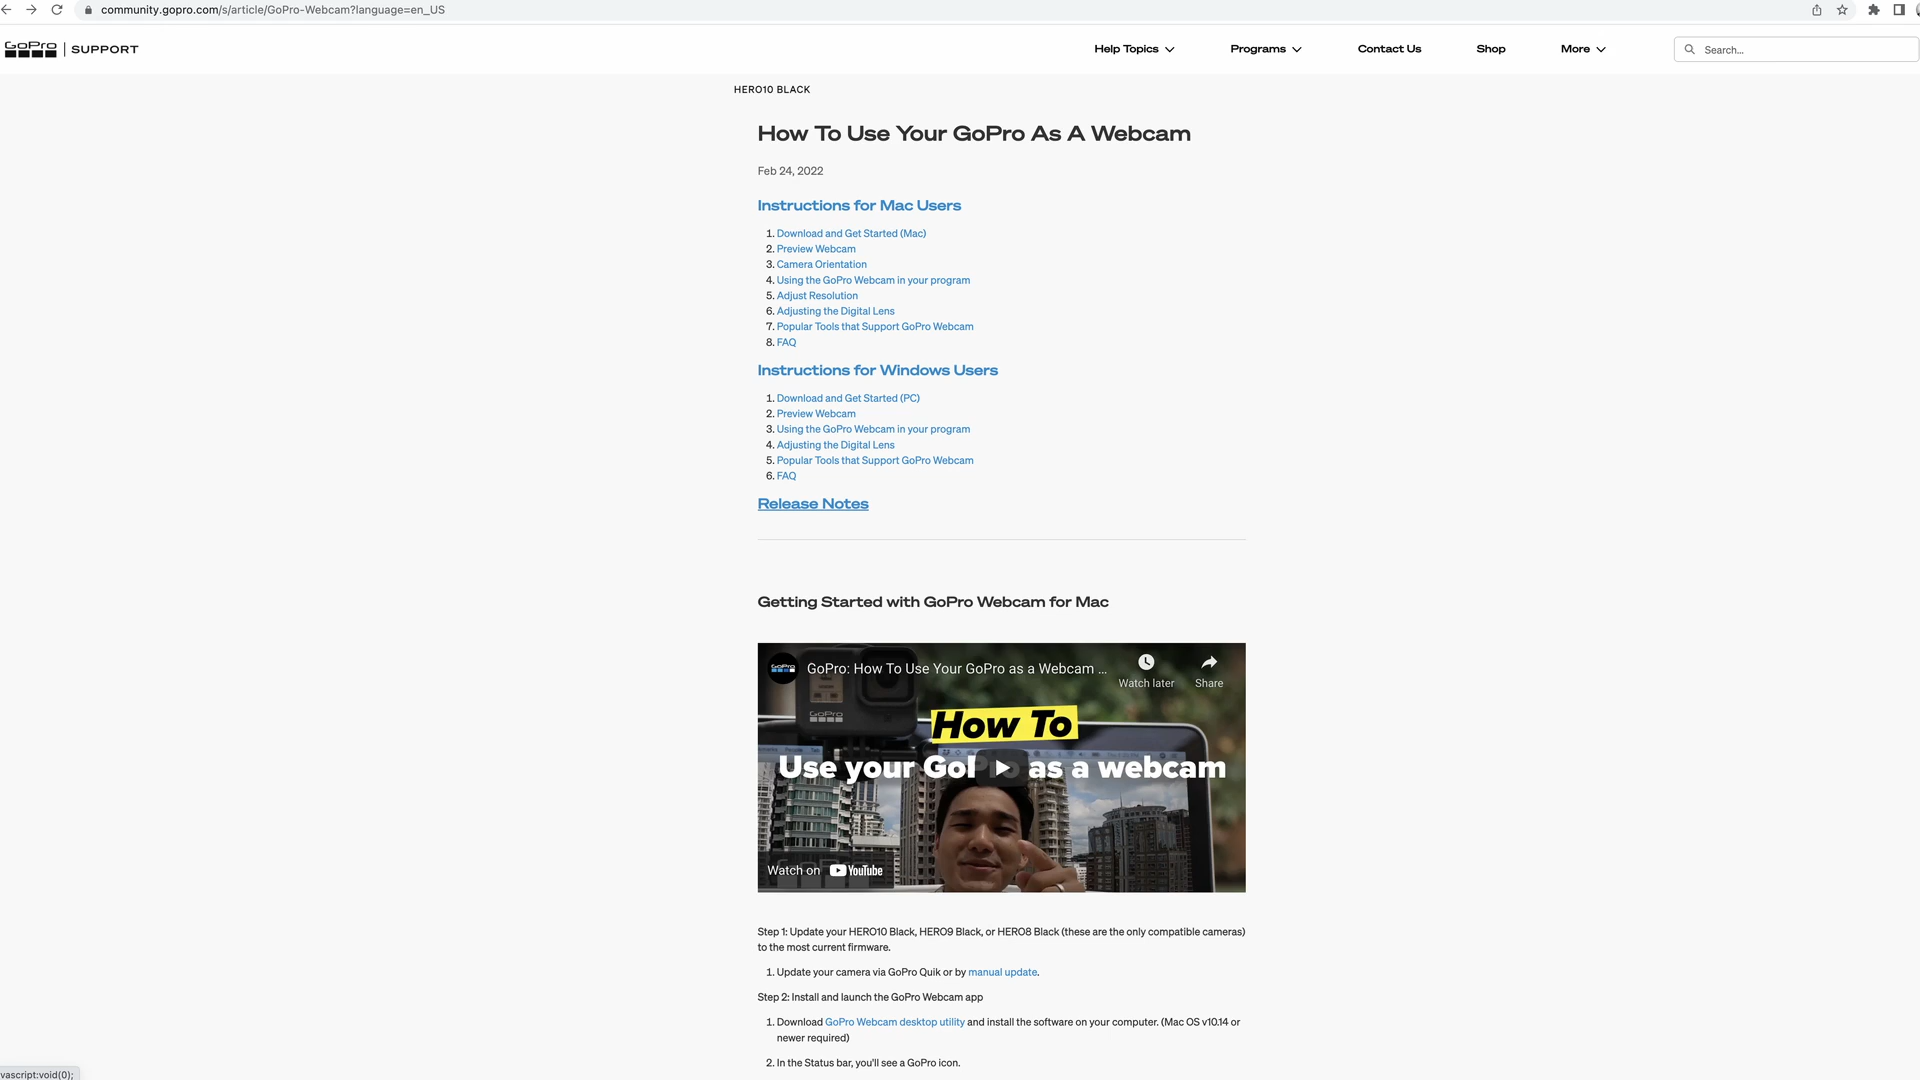 community.gopro.com/s/article/GoPro-Webcam?language=en_US
GoPro | SUPPORT
Help Topics
Programs
Contact Us
Shop
More
Search...
HERO10 BLACK
How To Use Your GoPro As A Webcam
Feb 24, 2022
Instructions for Mac Users
1. Download and Get Started (Mac)
2. Preview Webcam
3. Camera Orientation
4. Using the GoPro Webcam in your program
5. Adjust Resolution
6. Adjusting the Digital Lens
7. Popular Tools that Support GoPro Webcam
8. FAQ
Instructions for Windows Users
1. Download and Get Started (PC)
2. Preview Webcam
3. Using the GoPro Webcam in your program
4. Adjusting the Digital Lens
5. Popular Tools that Support GoPro Webcam
6. FAQ
Release Notes
Getting Started with GoPro Webcam for Mac
GoPro
GoPro: How To Use Your GoPro as a Webcam ...
Watch later
Share
GoPro
How To
Use your GoPro as a webcam
Watch on YouTube
Step 1: Update your HERO10 Black, HERO9 Black, or HERO8 Black (these are the only compatible cameras)
to the most current firmware.
1. Update your camera via GoPro Quik or by manual update.
Step 2: Install and launch the GoPro Webcam app
1. Download GoPro Webcam desktop utility and install the software on your computer. (Mac OS v10.14 or
newer required)
2. In the Status bar, you'll see a GoPro icon.
vascript:void(0);